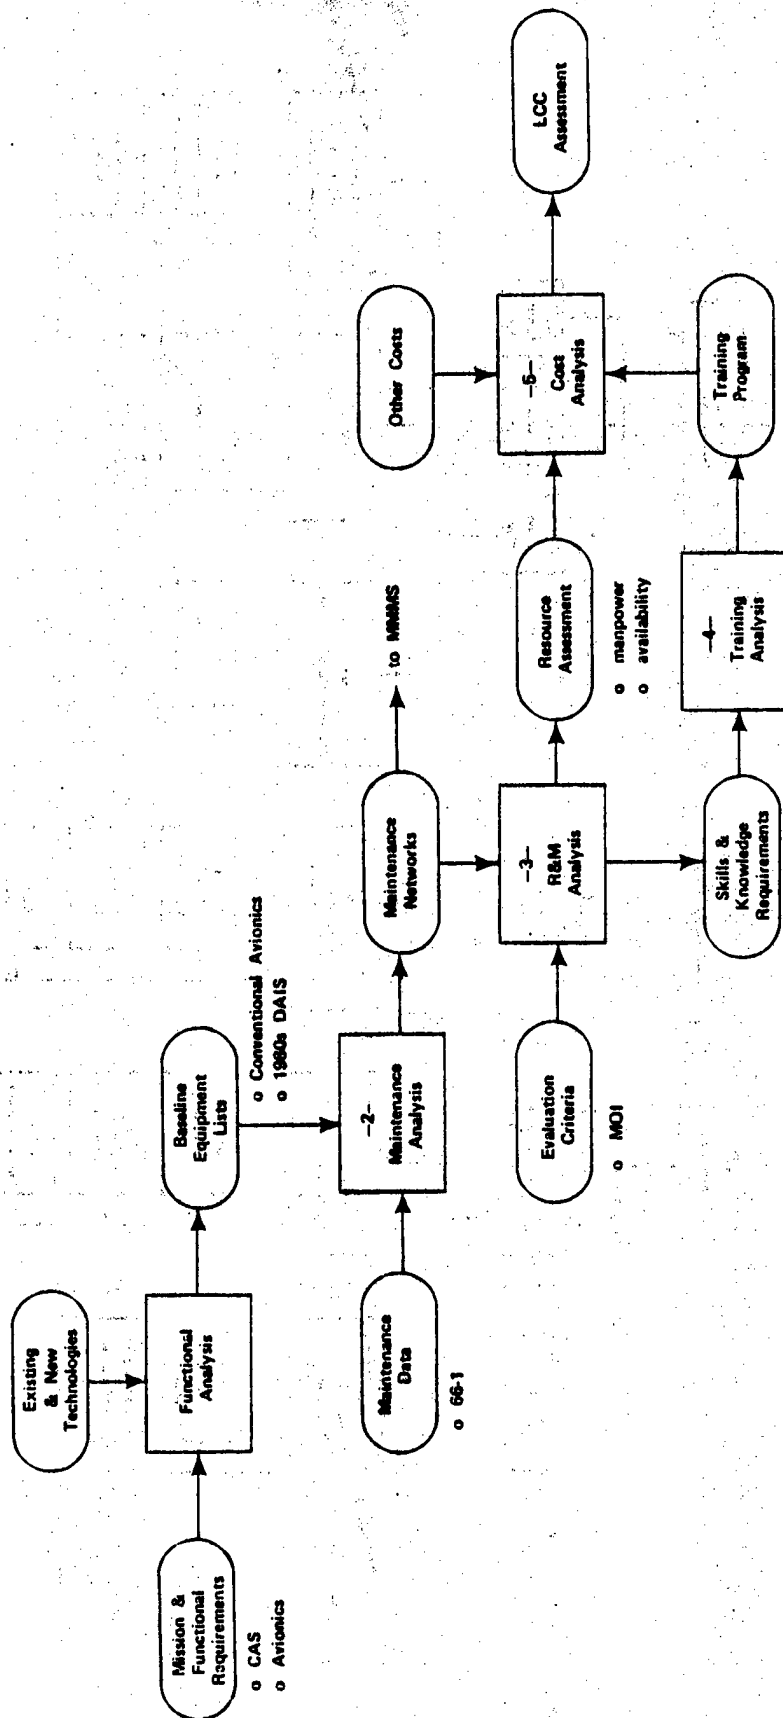 Existing
& New
Technologies
Mission &
Functional
Requirements
o CAS
o Avionics
Functional
Analysis
Baseline
Equipment
Lists
o Conventional Avionics
o 1980s DAIS
Maintenance
Data
o 66-1
–2–
Maintenance
Analysis
Maintenance
Networks
to MMMS
Evaluation
Criteria
o MOI
–3–
R&M
Analysis
Resource
Assessment
o manpower
o availability
Other Costs
–5–
Cost
Analysis
LCC
Assessment
Skills &
Knowledge
Requirements
–4–
Training
Analysis
Training
Program